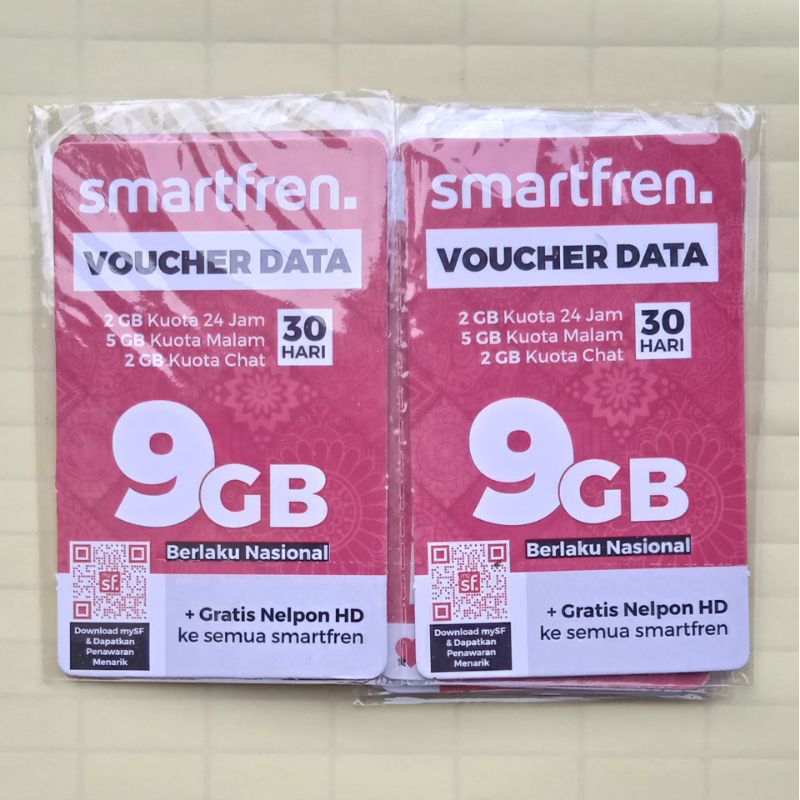 smartfren.
VOUCHER DATA
2 GB Kuota 24 Jam
5 GB Kuota Malam
2 GB Kuota Chat
30
HARI
9GB
Berlaku Nasional
sf.
Download mySF
& Dapatkan
Penawaran
Menarik
+ Gratis Nelpon HD
ke semua smartfren
smartfren.
VOUCHER DATA
2 GB Kuota 24 Jam
5 GB Kuota Malam
2 GB Kuota Chat
30
HARI
9GB
Berlaku Nasional
sf.
Download mySF
& Dapatkan
Penawaran
Menarik
+ Gratis Nelpon HD
ke semua smartfren